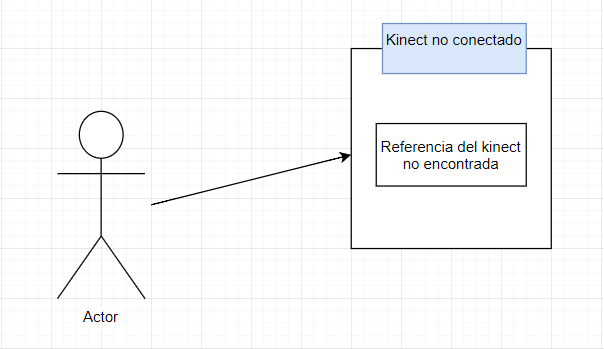 Kinect no conectado
Referencia del kinect
no encontrada
Actor